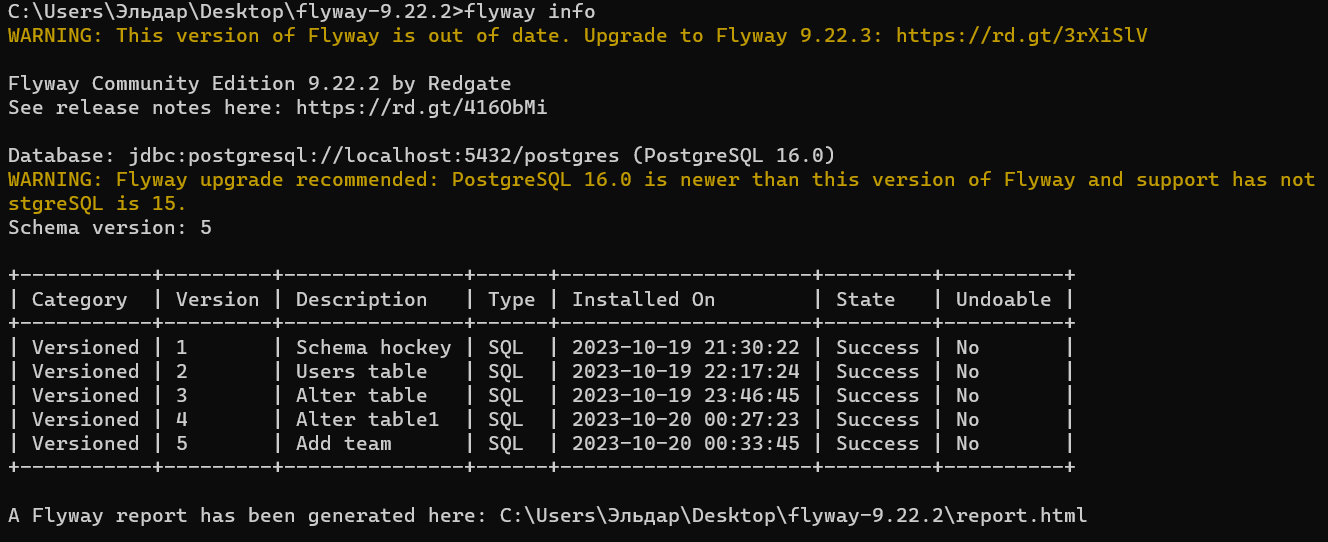 C:\Users\Эльдар\Desktop\flyway-9.22.2>flyway info
WARNING: This version of Flyway is out of date. Upgrade to Flyway 9.22.3: https://rd.gt/3rXiSlV

Flyway Community Edition 9.22.2 by Redgate
See release notes here: https://rd.gt/416ObMi

Database: jdbc:postgresql://localhost:5432/postgres (PostgreSQL 16.0)
WARNING: Flyway upgrade recommended: PostgreSQL 16.0 is newer than this version of Flyway and support has not
stgreSQL is 15.
Schema version: 5

+-----------+---------+---------------+------+---------------------+---------+----------+
| Category  | Version | Description   | Type | Installed On        | State   | Undoable |
+-----------+---------+---------------+------+---------------------+---------+----------+
| Versioned | 1       | Schema hockey | SQL  | 2023-10-19 21:30:22 | Success | No       |
| Versioned | 2       | Users table   | SQL  | 2023-10-19 22:17:24 | Success | No       |
| Versioned | 3       | Alter table   | SQL  | 2023-10-19 23:46:45 | Success | No       |
| Versioned | 4       | Alter table1  | SQL  | 2023-10-20 00:27:23 | Success | No       |
| Versioned | 5       | Add team      | SQL  | 2023-10-20 00:33:45 | Success | No       |
+-----------+---------+---------------+------+---------------------+---------+----------+

A Flyway report has been generated here: C:\Users\Эльдар\Desktop\flyway-9.22.2\report.html